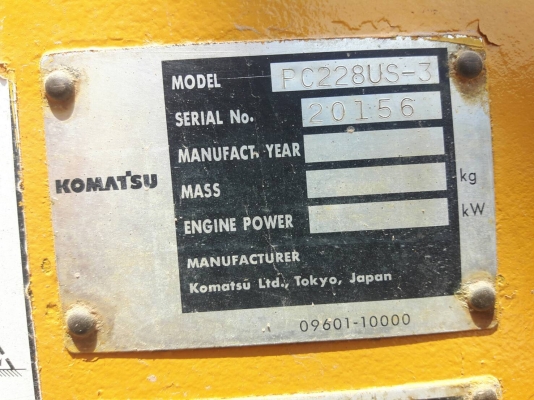 MODEL PC228US-3
SERIAL No. 20156
MANUFACT. YEAR
KOMATSU
MASS kg
ENGINE POWER kW
MANUFACTURER
Komatsu Ltd., Tokyo, Japan
09601-10000